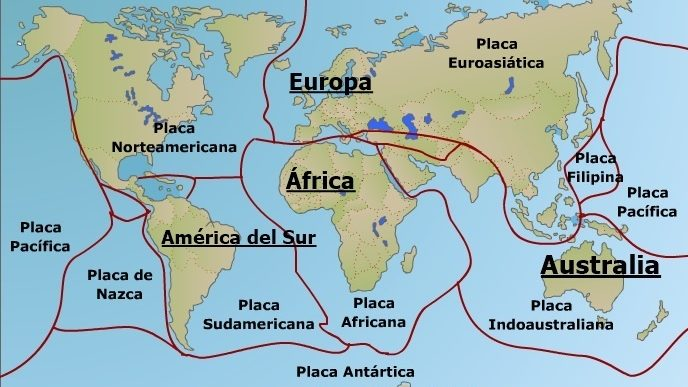 Placa
Euroasiática
Europa
Placa
Norteamericana
África
Placa
Filipina
Placa
Pacífica
Placa
Pacífica
América del Sur
Placa de
Nazca
Placa
Sudamericana
Placa
Africana
Australia
Placa
Indoaustraliana
Placa Antártica